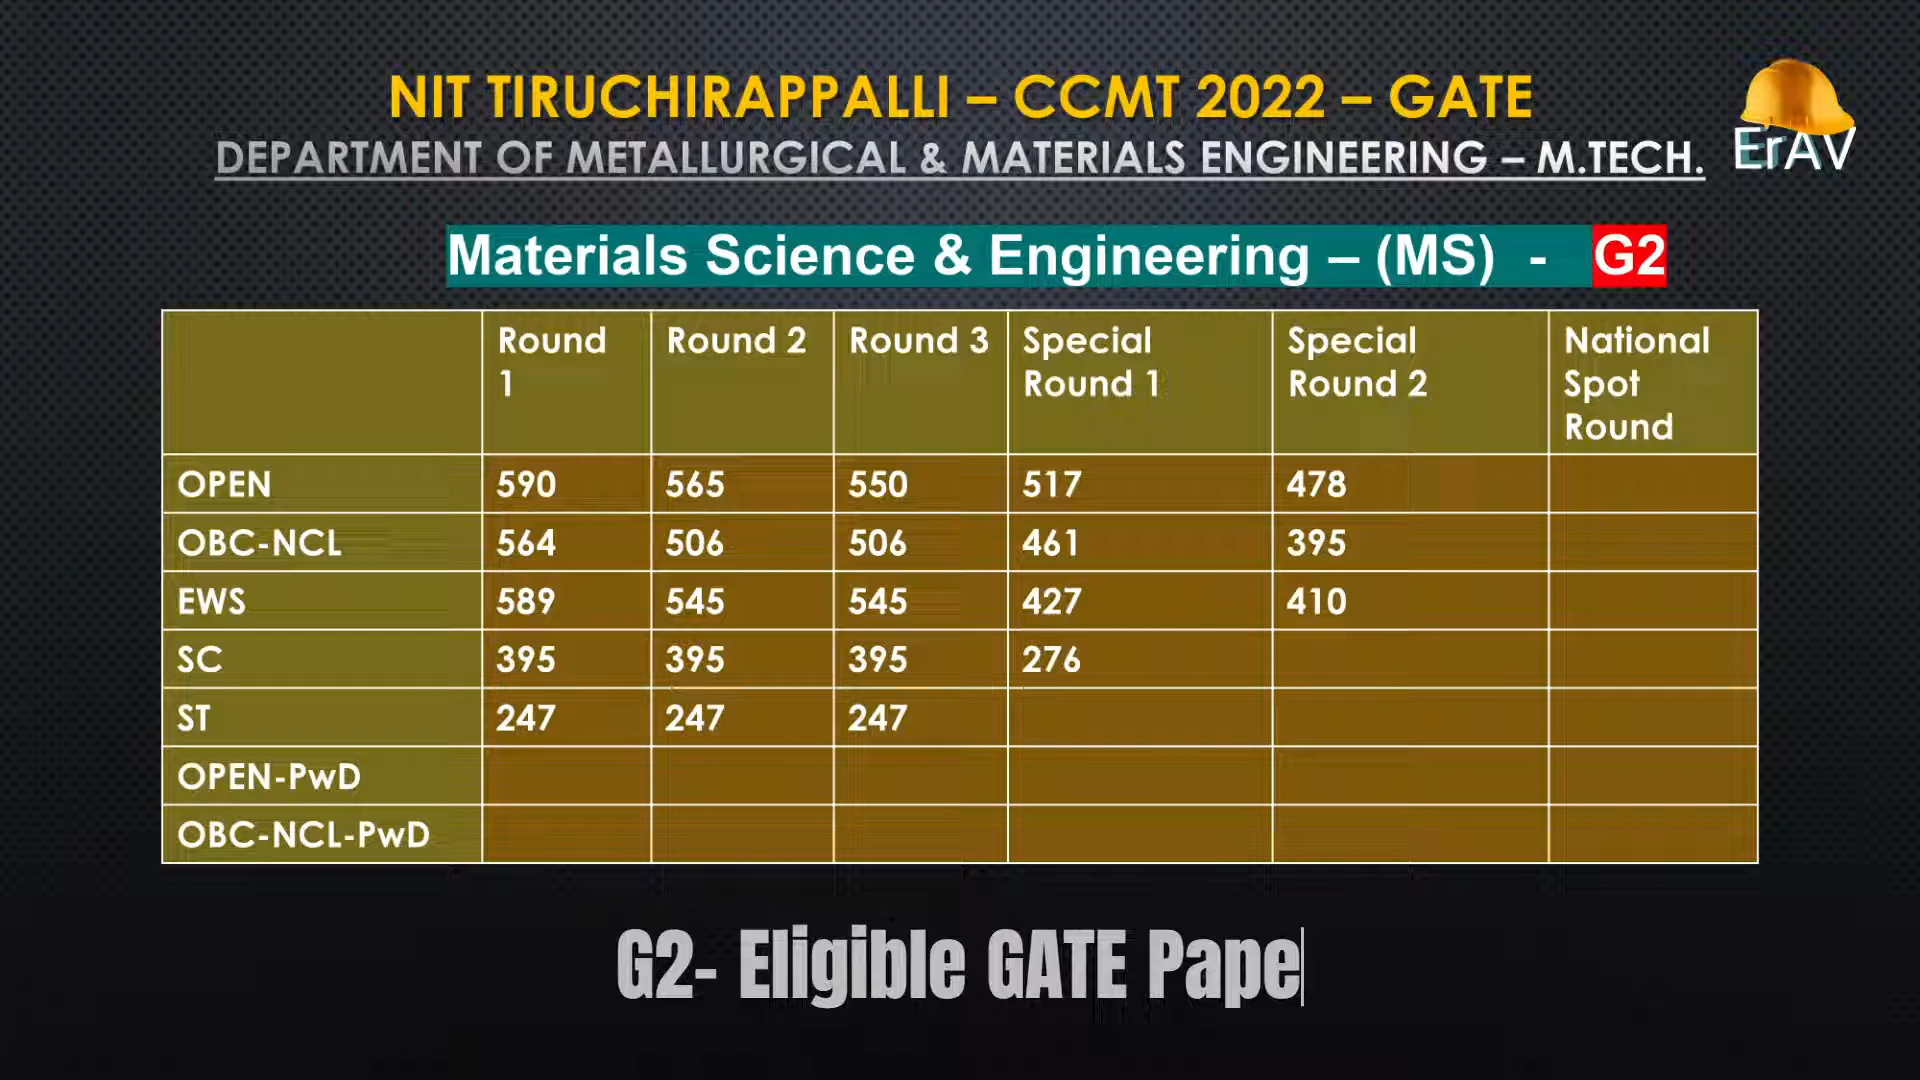 NIT TIRUCHIRAPPALLI – CCMT 2022 – GATE
DEPARTMENT OF METALLURGICAL & MATERIALS ENGINEERING – M.TECH.
ErAV
Materials Science & Engineering – (MS) - G2
Round 1 Round 2 Round 3 Special Round 1 Special Round 2 National Spot Round
OPEN 590 565 550 517 478
OBC-NCL 564 506 506 461 395
EWS 589 545 545 427 410
SC 395 395 395 276
ST 247 247 247
OPEN-PwD
OBC-NCL-PwD
G2- Eligible GATE Pape